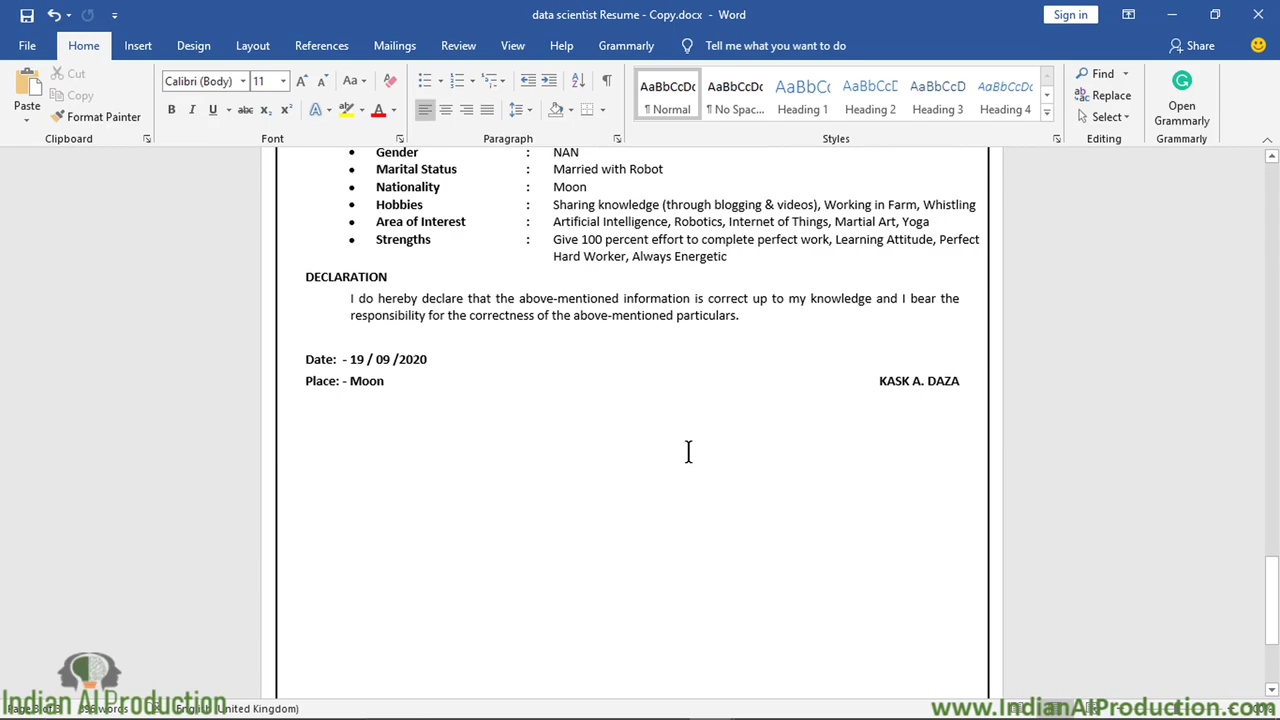 data scientist Resume - Copy.docx - Word
Sign in
File Home Insert Design Layout References Mailings Review View Help Grammarly Tell me what you want to do Share
Paste
Cut
Copy
Format Painter
Calibri (Body) 11
AaBbCcDc AaBbCcDc AaBbCc AaBbCcD AaBbCcD AaBbCcDc
¶ Normal ¶ No Spac... Heading 1 Heading 2 Heading 3 Heading 4
Find
Replace
Select
Open
Grammarly
Clipboard Font Paragraph Styles Editing Grammarly
• Gender : NAN
• Marital Status : Married with Robot
• Nationality : Moon
• Hobbies : Sharing knowledge (through blogging & videos), Working in Farm, Whistling
• Area of Interest : Artificial Intelligence, Robotics, Internet of Things, Martial Art, Yoga
• Strengths : Give 100 percent effort to complete perfect work, Learning Attitude, Perfect
Hard Worker, Always Energetic
DECLARATION
I do hereby declare that the above-mentioned information is correct up to my knowledge and I bear the
responsibility for the correctness of the above-mentioned particulars.
Date: - 19 / 09 /2020
Place: - Moon KASK A. DAZA
Indian AI Production
www.IndianAIProduction.com
words English (United Kingdom)